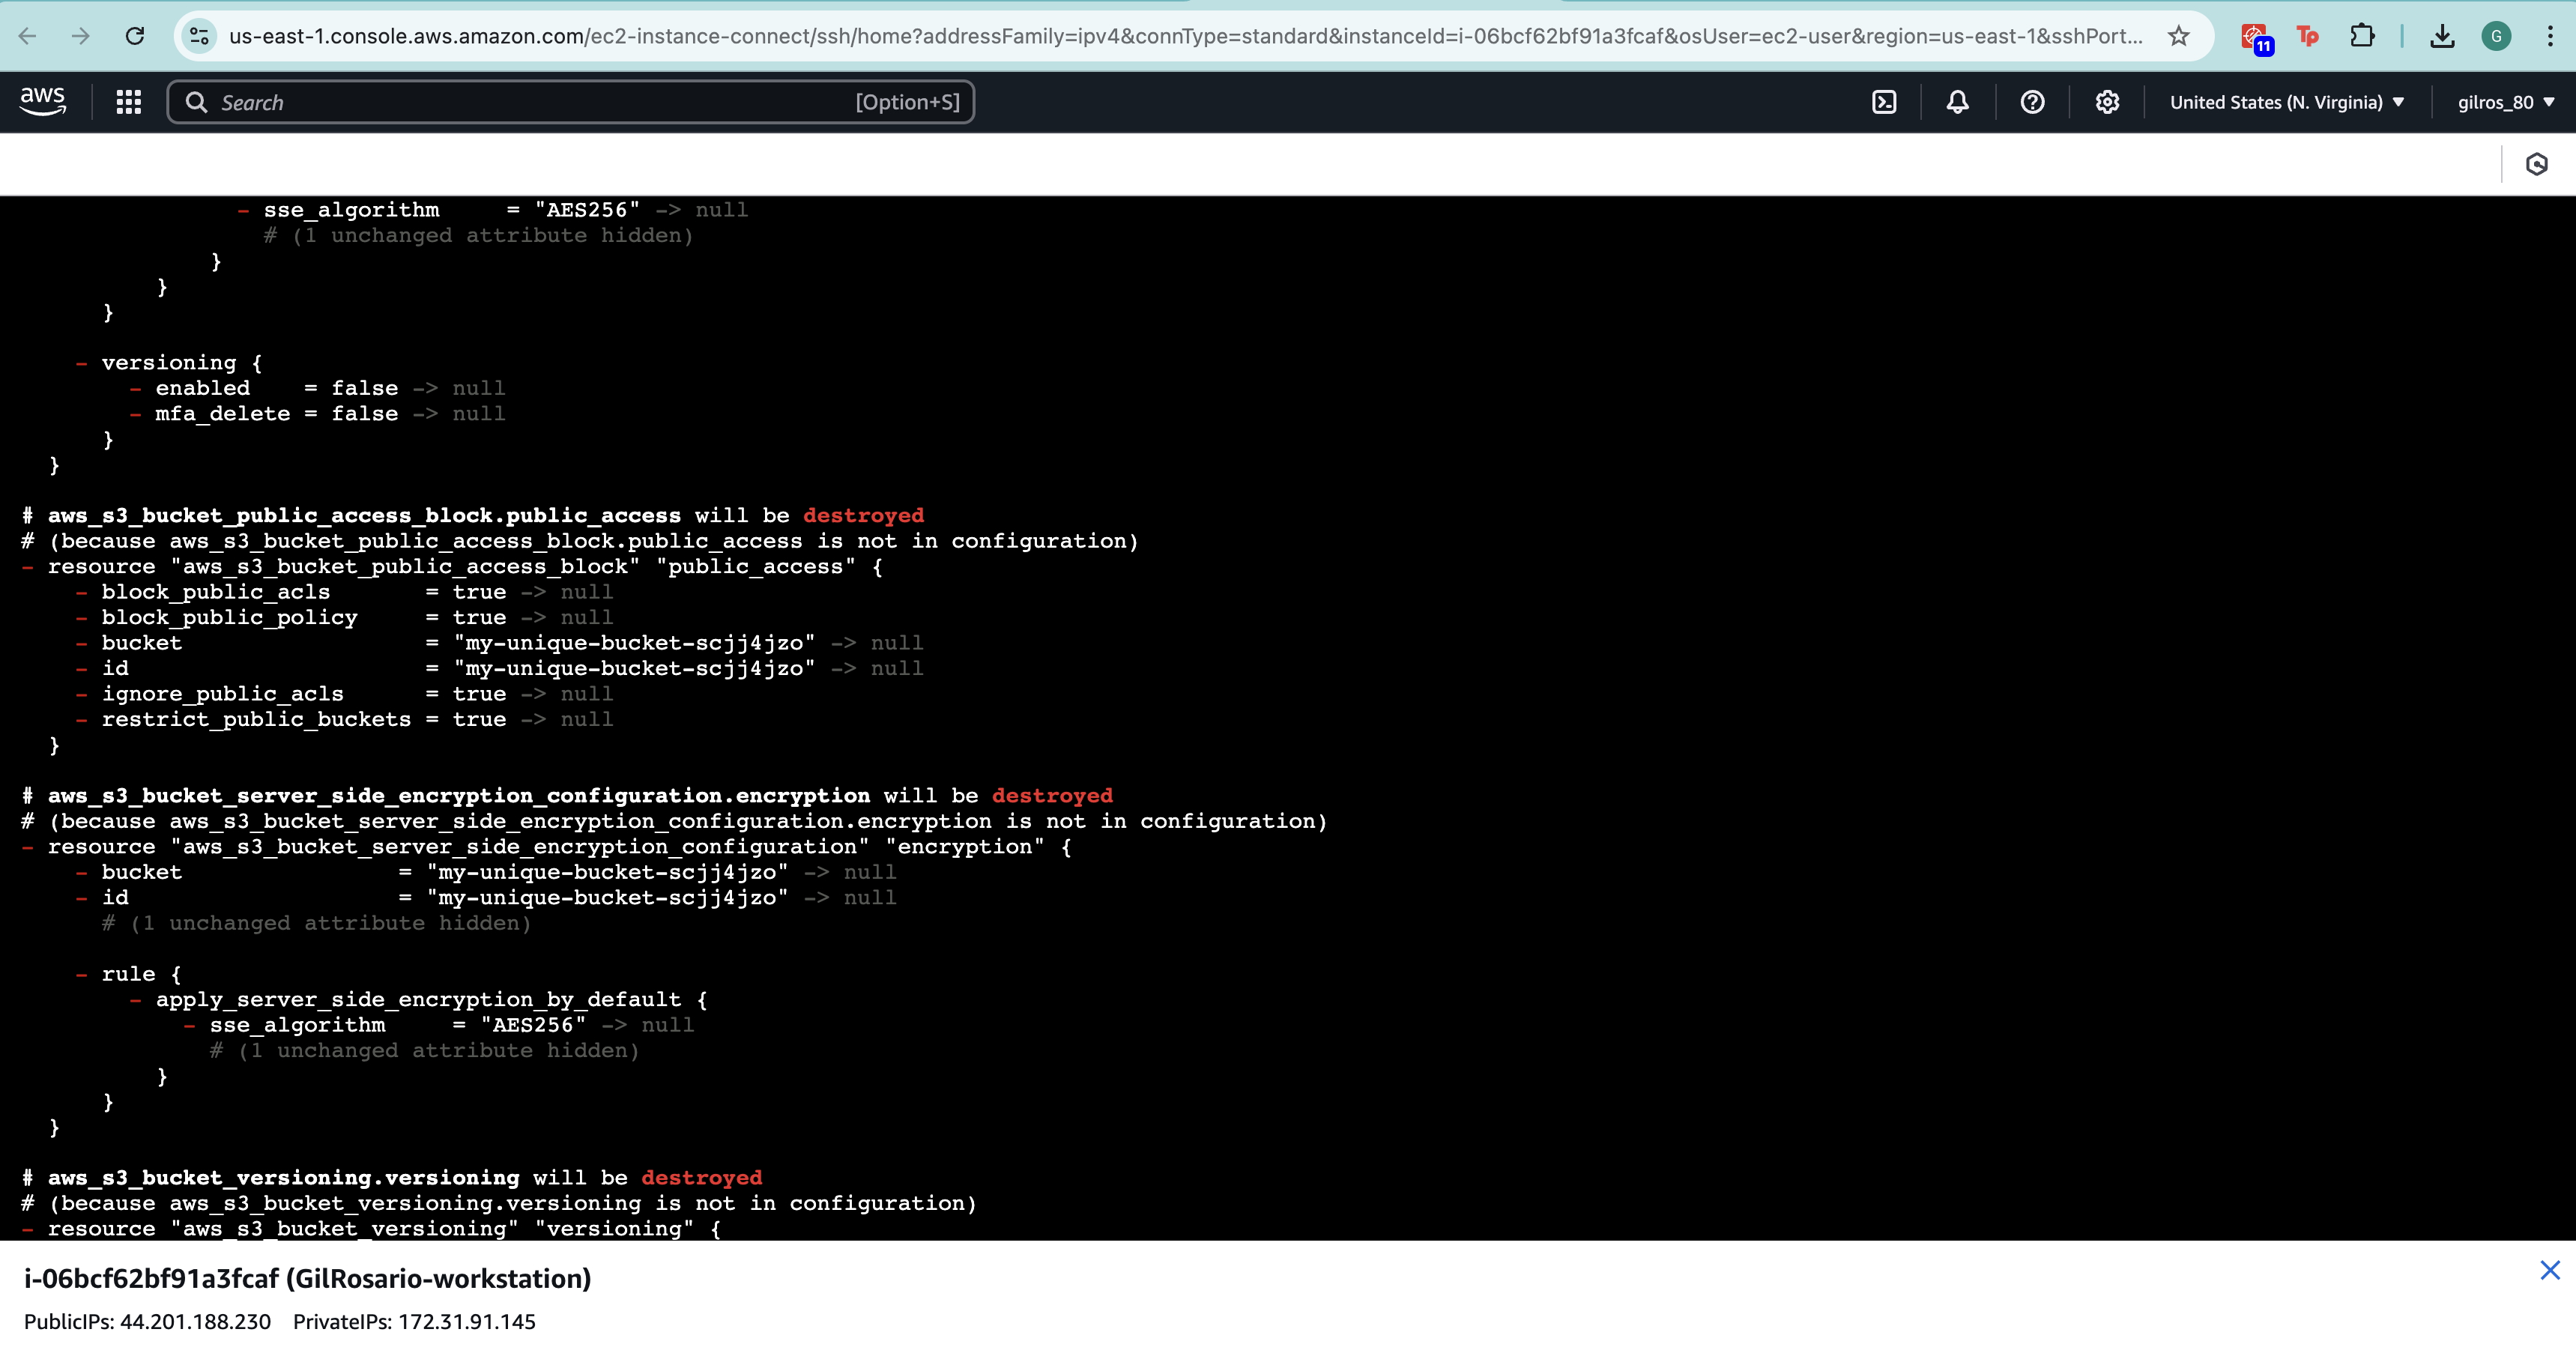 us-east-1.console.aws.amazon.com/ec2-instance-connect/ssh/home?addressFamily=ipv4&connType=standard&instanceId=i-06bcf62bf91a3fcaf&osUser=ec2-user&region=us-east-1&sshPort...
11
Tp
G
aws
Search
[Option+S]
United States (N. Virginia)
gilros_80
- sse_algorithm     = "AES256" -> null
# (1 unchanged attribute hidden)
}
}
}
- versioning {
- enabled    = false -> null
- mfa_delete = false -> null
}
}
# aws_s3_bucket_public_access_block.public_access will be destroyed
# (because aws_s3_bucket_public_access_block.public_access is not in configuration)
- resource "aws_s3_bucket_public_access_block" "public_access" {
- block_public_acls       = true -> null
- block_public_policy     = true -> null
- bucket                  = "my-unique-bucket-scjj4jzo" -> null
- id                      = "my-unique-bucket-scjj4jzo" -> null
- ignore_public_acls      = true -> null
- restrict_public_buckets = true -> null
}
# aws_s3_bucket_server_side_encryption_configuration.encryption will be destroyed
# (because aws_s3_bucket_server_side_encryption_configuration.encryption is not in configuration)
- resource "aws_s3_bucket_server_side_encryption_configuration" "encryption" {
- bucket                = "my-unique-bucket-scjj4jzo" -> null
- id                    = "my-unique-bucket-scjj4jzo" -> null
# (1 unchanged attribute hidden)
- rule {
- apply_server_side_encryption_by_default {
- sse_algorithm     = "AES256" -> null
# (1 unchanged attribute hidden)
}
}
}
# aws_s3_bucket_versioning.versioning will be destroyed
# (because aws_s3_bucket_versioning.versioning is not in configuration)
- resource "aws_s3_bucket_versioning" "versioning" {
i-06bcf62bf91a3fcaf (GilRosario-workstation)
PublicIPs: 44.201.188.230    PrivateIPs: 172.31.91.145